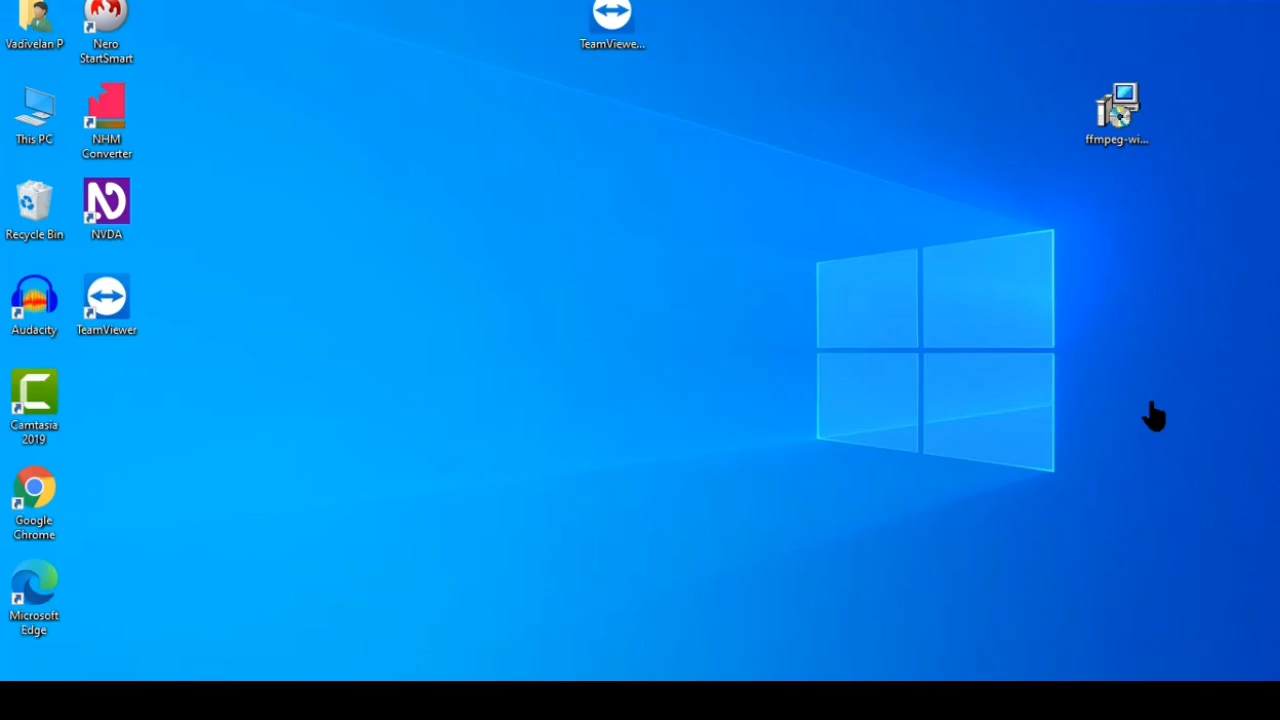 Vadivelan P
Nero
StartSmart
TeamViewe...
This PC
NHM
Converter
ffmpeg-wi...
Recycle Bin
NVDA
Audacity
TeamViewer
Camtasia
2019
Google
Chrome
Microsoft
Edge